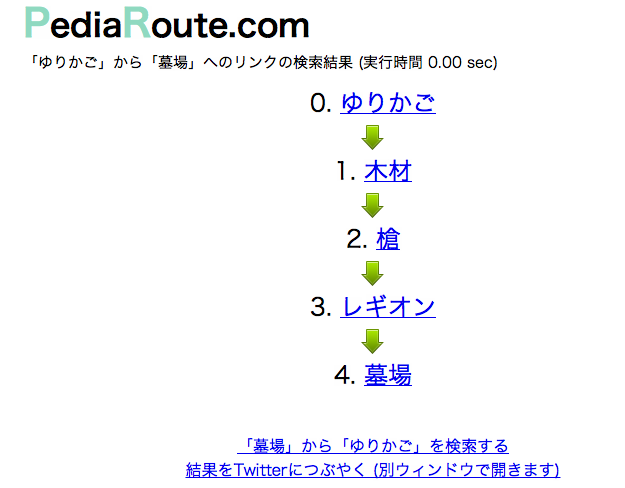 PediaRoute.com
「ゆりかご」から「墓場」へのリンクの検索結果 (実行時間 0.00 sec)
0. ゆりかご
1. 木材
2. 槍
3. レギオン
4. 墓場
「墓場」から「ゆりかご」を検索する
結果をTwitterにつぶやく (別ウィンドウで開きます)